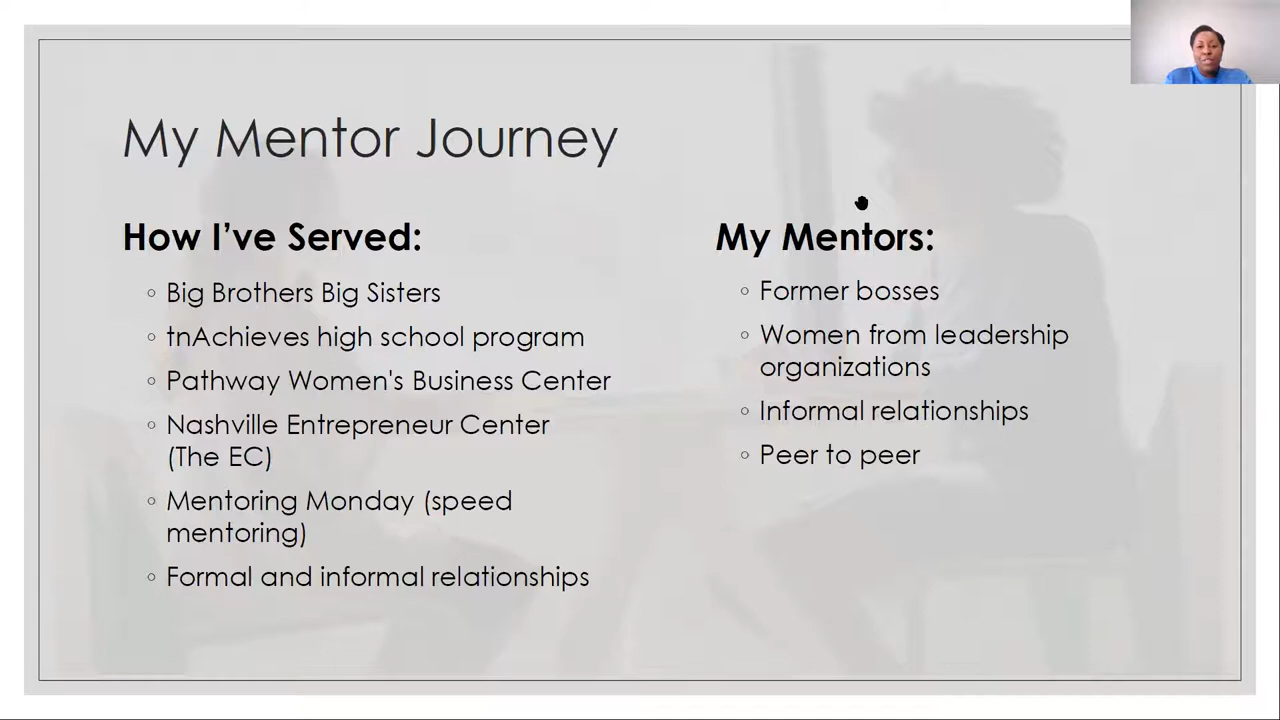 My Mentor Journey
How I've Served:
◦ Big Brothers Big Sisters
◦ tnAchieves high school program
◦ Pathway Women's Business Center
◦ Nashville Entrepreneur Center
(The EC)
◦ Mentoring Monday (speed
mentoring)
◦ Formal and informal relationships
My Mentors:
◦ Former bosses
◦ Women from leadership
organizations
◦ Informal relationships
◦ Peer to peer